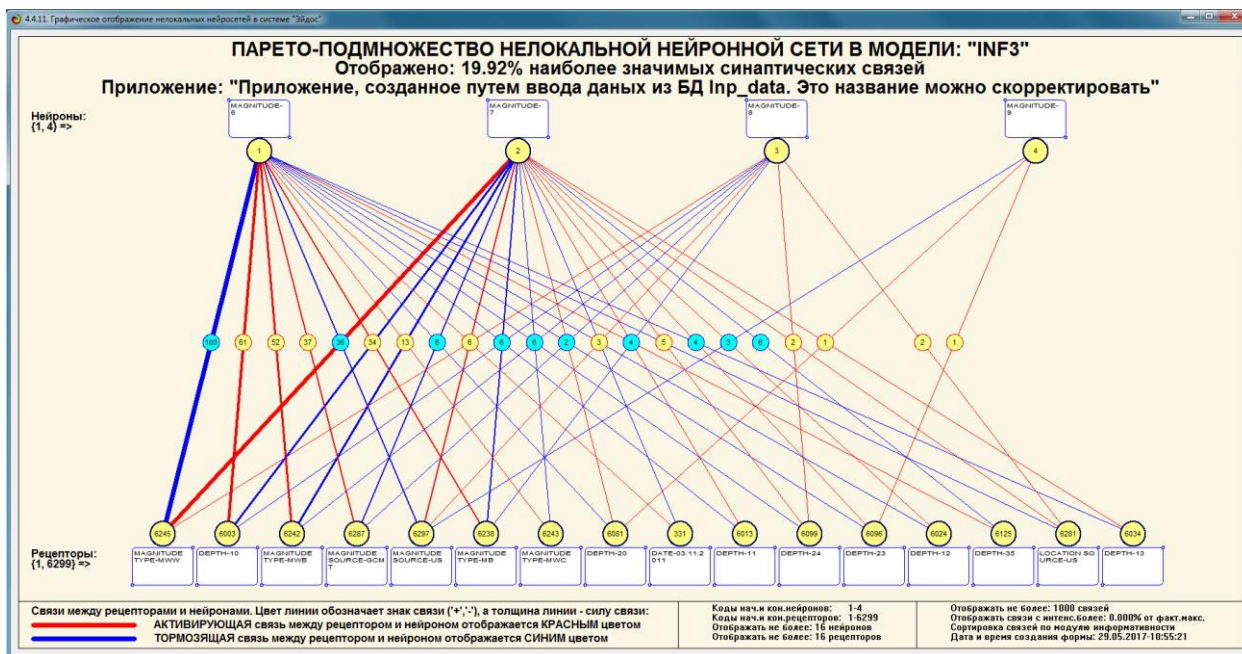 4.4.11. Графическое отображение нелокальных нейросетей в системе "Эйдос"
ПАРЕТО-ПОДМНОЖЕСТВО НЕЛОКАЛЬНОЙ НЕЙРОННОЙ СЕТИ В МОДЕЛИ: "INF3"
Отображено: 19.92% наиболее значимых синаптических связей
Приложение: "Приложение, созданное путем ввода даных из БД Inp_data. Это название можно скорректировать"
Нейроны:
{1, 4} =>
MAGNITUDE-
6
MAGNITUDE-
7
MAGNITUDE-
8
MAGNITUDE-
9
1 2 3 4
100 61 52 37 36 34 13 8 6 6 6 2 3 4 5 4 3 6 2 1 2 1
6245 6003 6242 6287 6297 6238 6243 6081 331 6013 6099 6096 6024 6125 6281 6034
Рецепторы:
{1, 6299} =>
MAGNITUDE
TYPE-MWW
DEPTH-10
MAGNITUDE
TYPE-MWB
MAGNITUDE
SOURCE-GCM
T
MAGNITUDE
SOURCE-US
MAGNITUDE
TYPE-MB
MAGNITUDE
TYPE-MWC
DEPTH-20
DATE-03.11.2
011
DEPTH-11
DEPTH-24
DEPTH-23
DEPTH-12
DEPTH-35
LOCATION SO
URCE-US
DEPTH-13
Связи между рецепторами и нейронами. Цвет линии обозначает знак связи ('+','-'), а толщина линии - силу связи:
АКТИВИРУЮЩАЯ связь между рецептором и нейроном отображается КРАСНЫМ цветом
ТОРМОЗЯЩАЯ связь между рецептором и нейроном отображается СИНИМ цветом
Коды нач.и кон.нейронов: 1-4
Коды нач.и кон.рецепторов: 1-6299
Отображать не более: 16 нейронов
Отображать не более: 16 рецепторов
Отображать не более: 1000 связей
Отображать связи с интенс.более: 0.000% от факт.макс.
Сортировка связей по модулю информативности
Дата и время создания формы: 29.05.2017-10:55:21